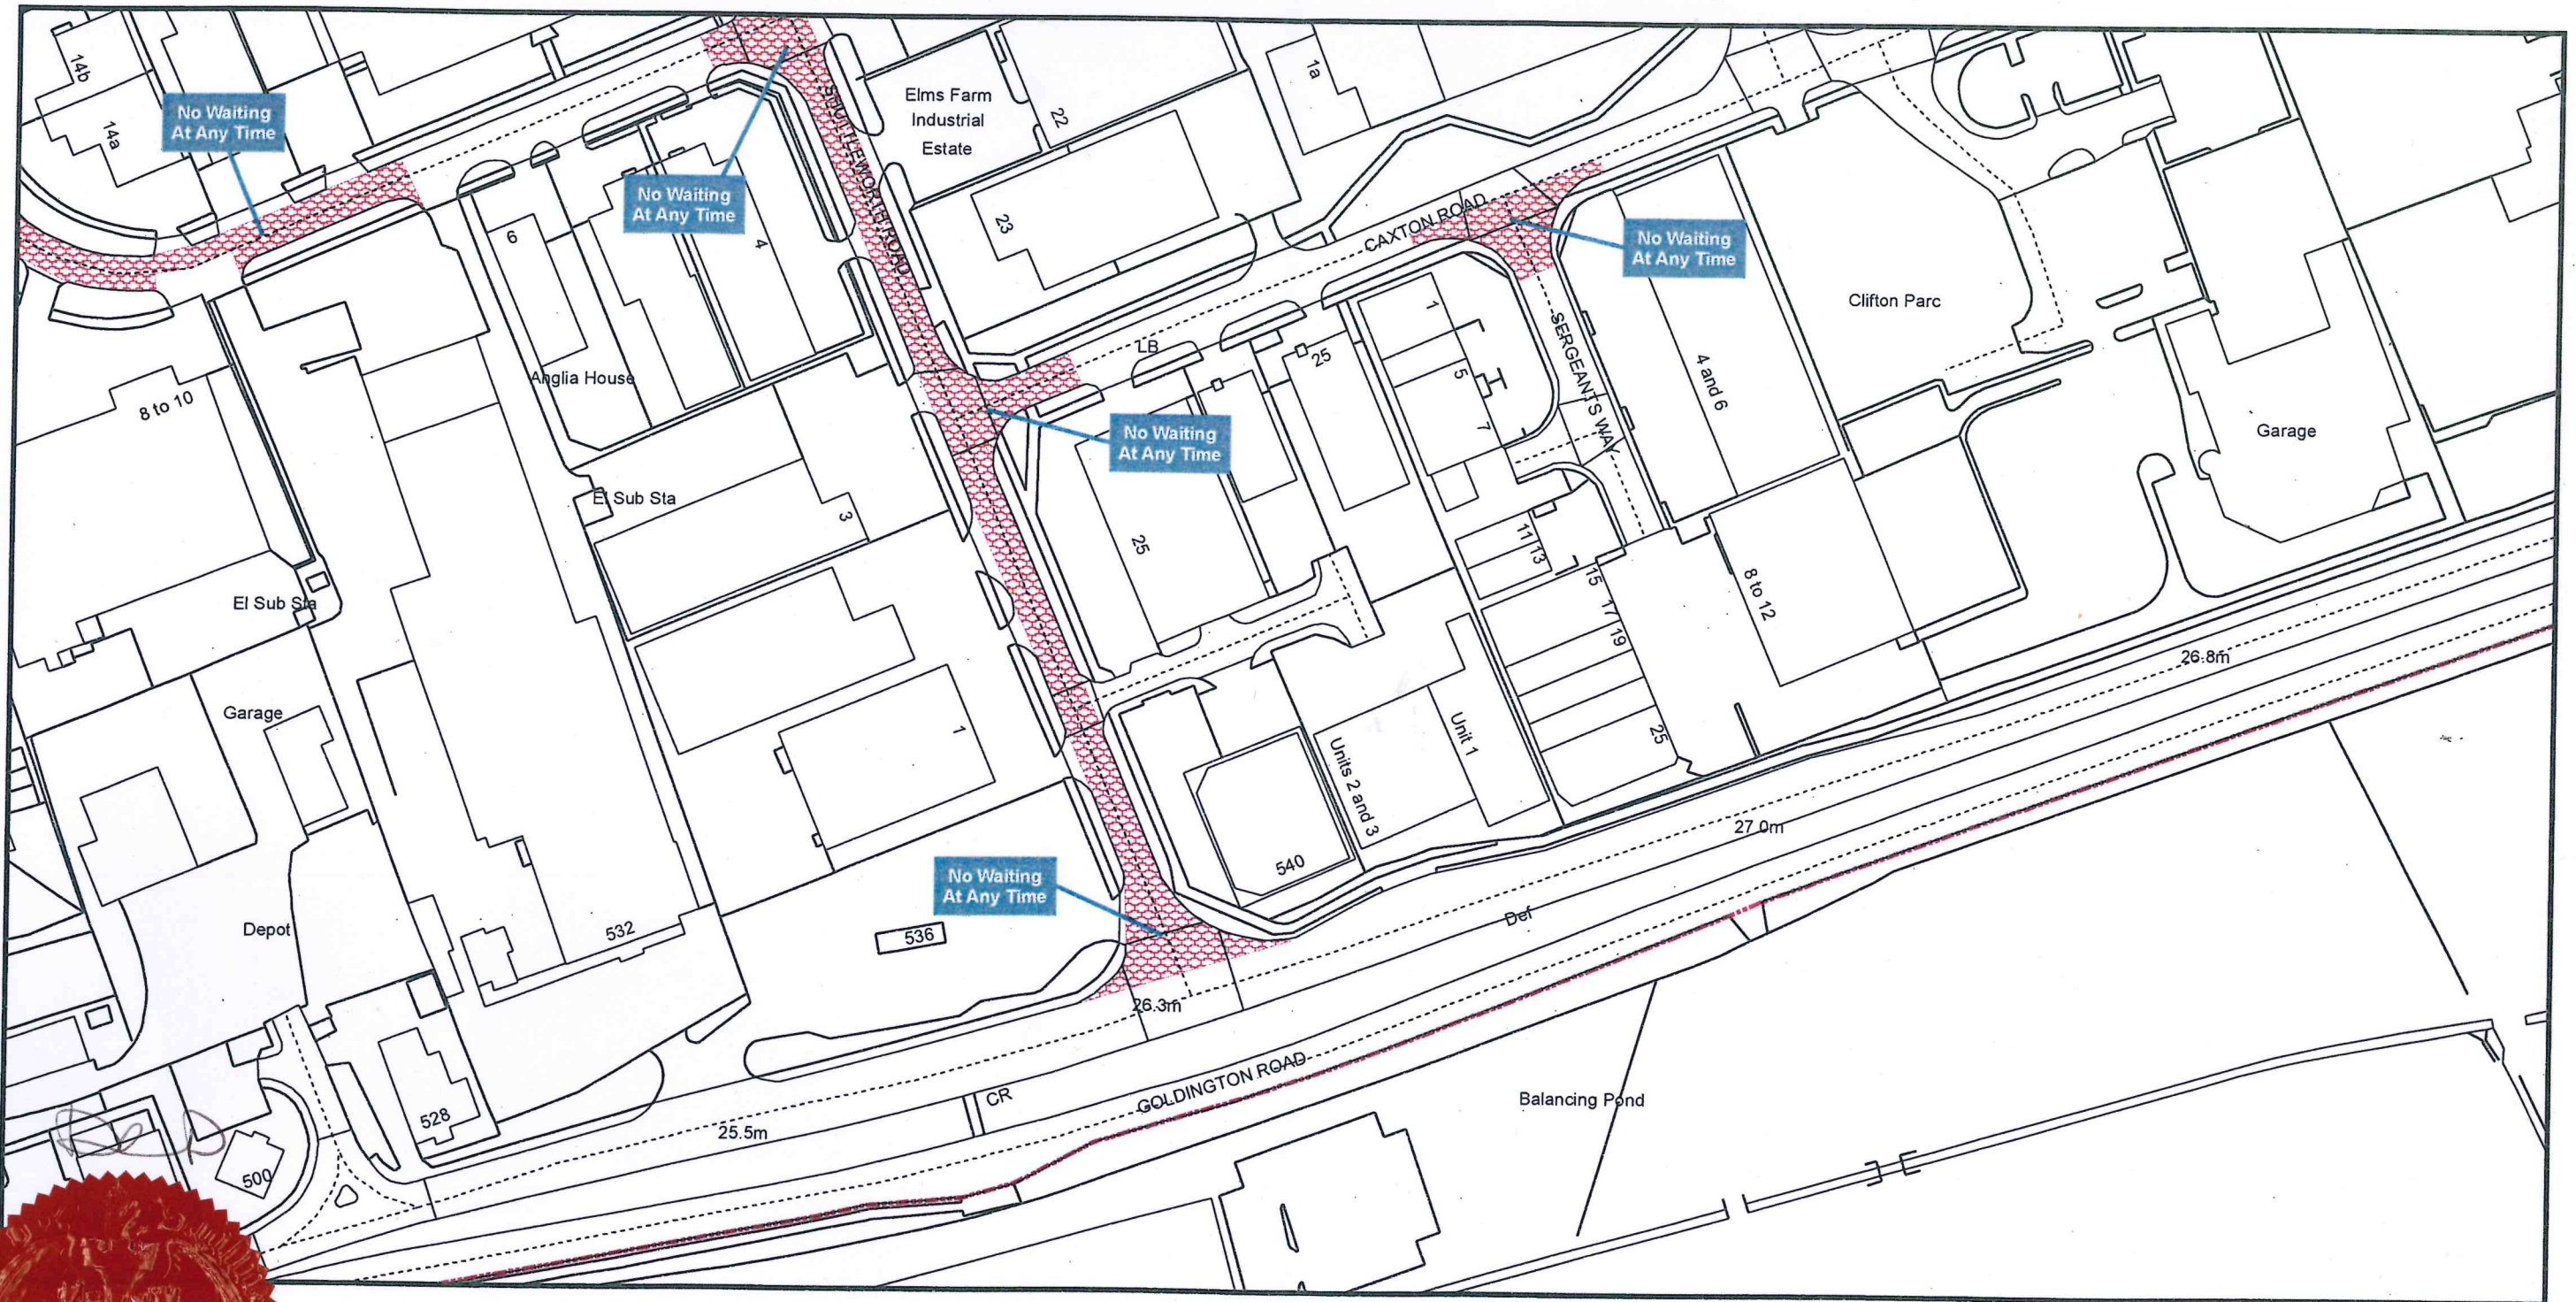 14b
14a
No Waiting
At Any Time
No Waiting
At Any Time
SHUTTLEWORTH ROAD
Elms Farm
Industrial
Estate
22
1a
23
6
4
CAXTON ROAD
No Waiting
At Any Time
Clifton Parc
SERGEANTS WAY
4 and 6
Garage
8 to 10
Anglia House
LB
25
1
5
7
No Waiting
At Any Time
El Sub Sta
3
25
11
13
15
17
19
25
8 to 12
El Sub Sta
Garage
1
Unit 1
Units 2 and 3
26.8m
27.0m
540
No Waiting
At Any Time
Depot
532
536
Def
26.3m
GOLDINGTON ROAD
CR
Balancing Pond
528
25.5m
500